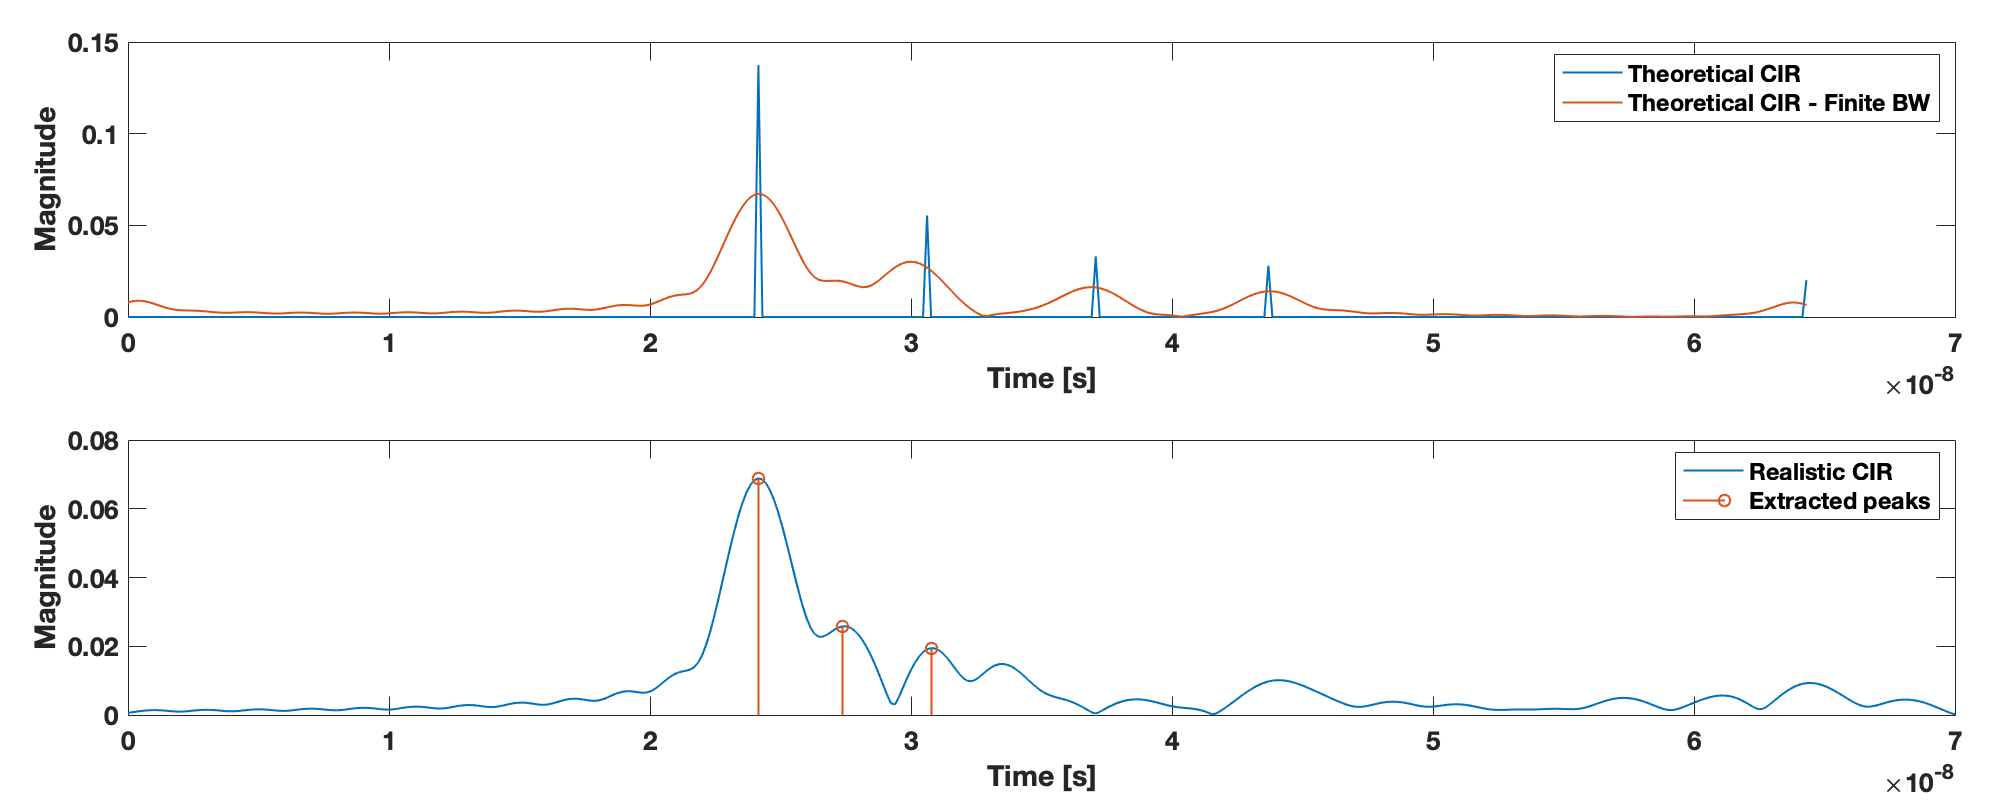 0.15
0.1
0.05
0
Magnitude
Theoretical CIR
Theoretical CIR - Finite BW
0 1 2 3 4 5 6 7
Time [s]
×10-8
0.08
0.06
0.04
0.02
0
Magnitude
Realistic CIR
Extracted peaks
0 1 2 3 4 5 6 7
Time [s]
×10-8